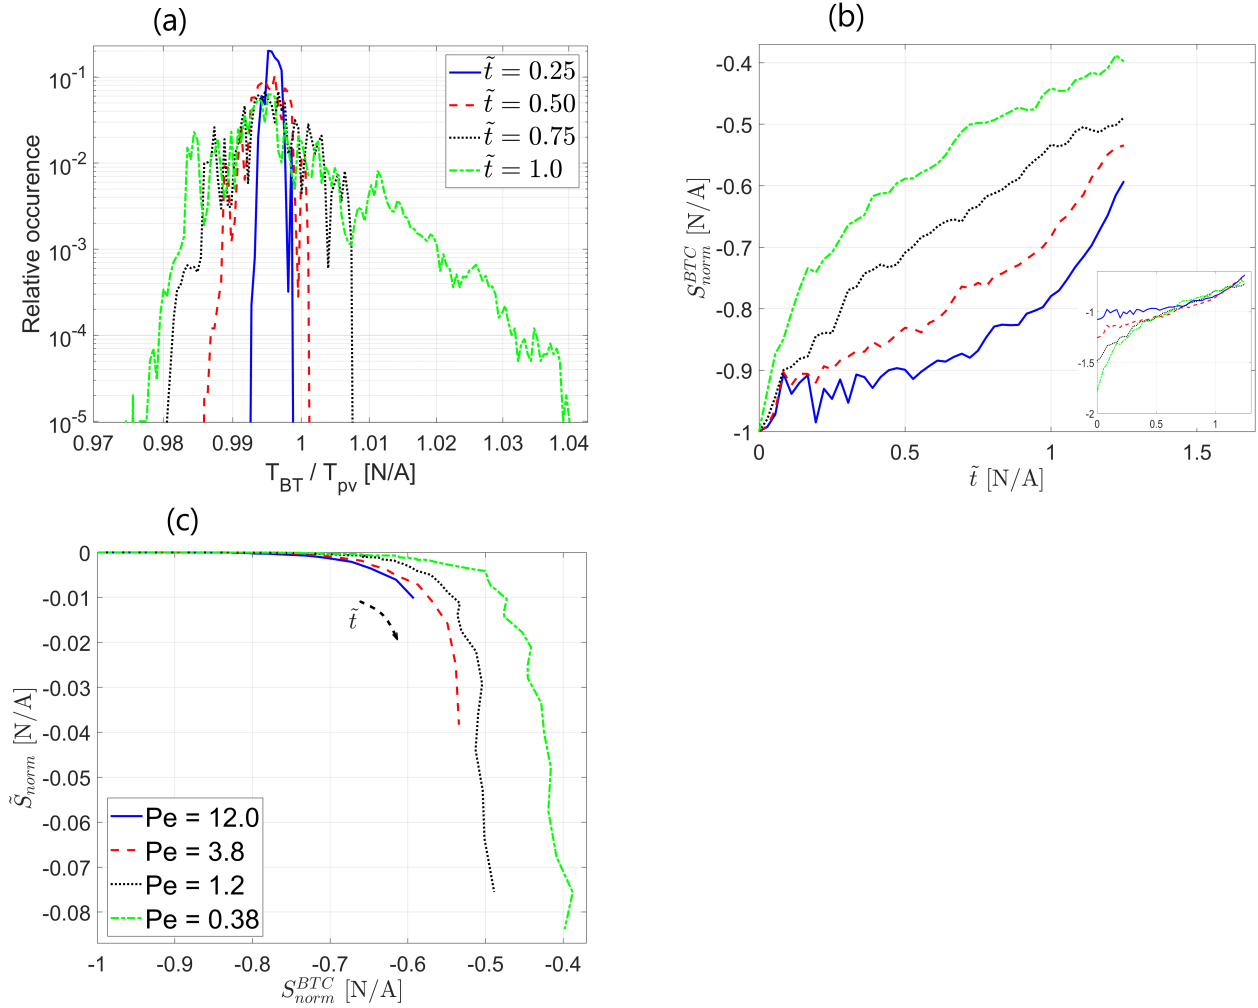 (a)
10⁻¹
10⁻²
10⁻³
10⁻⁴
10⁻⁵
Relative occurence
t̃ = 0.25
t̃ = 0.50
t̃ = 0.75
t̃ = 1.0
0.97 0.98 0.99 1 1.01 1.02 1.03 1.04
T_BT / T_pv [N/A]
(b)
-0.4
-0.5
-0.6
-0.7
-0.8
-0.9
-1
S_norm^BTC [N/A]
-1
-1.5
-2
0 0.5 1
0 0.5 1 1.5
t̃ [N/A]
(c)
0
-0.01
-0.02
-0.03
-0.04
-0.05
-0.06
-0.07
-0.08
S̃_norm [N/A]
t̃
Pe = 12.0
Pe = 3.8
Pe = 1.2
Pe = 0.38
-1 -0.9 -0.8 -0.7 -0.6 -0.5 -0.4
S_norm^BTC [N/A]